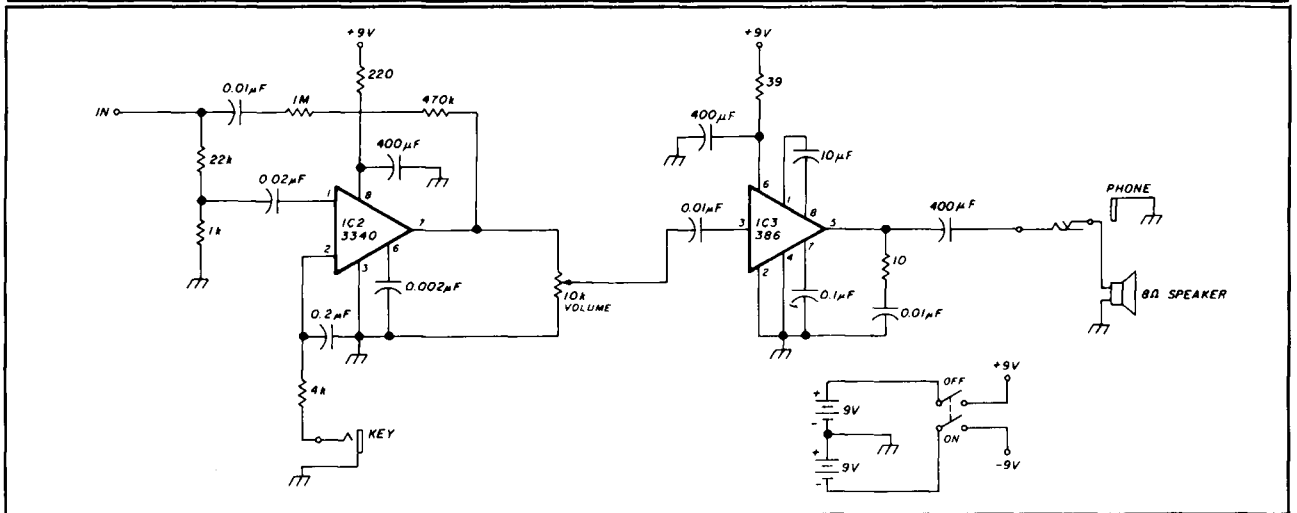 +9V
220
0.01µF
1M
470k
IN
22k
400µF
0.02µF
1
8
IC2
3340
7
1k
2
6
3
0.002µF
10k
VOLUME
0.2µF
4k
KEY
+9V
39
400µF
10µF
6
1
8
0.01µF
3
IC3
386
5
7
2
4
0.1µF
10
0.01µF
400µF
PHONE
8Ω SPEAKER
+
9V
-
+
9V
-
OFF
ON
+9V
-9V